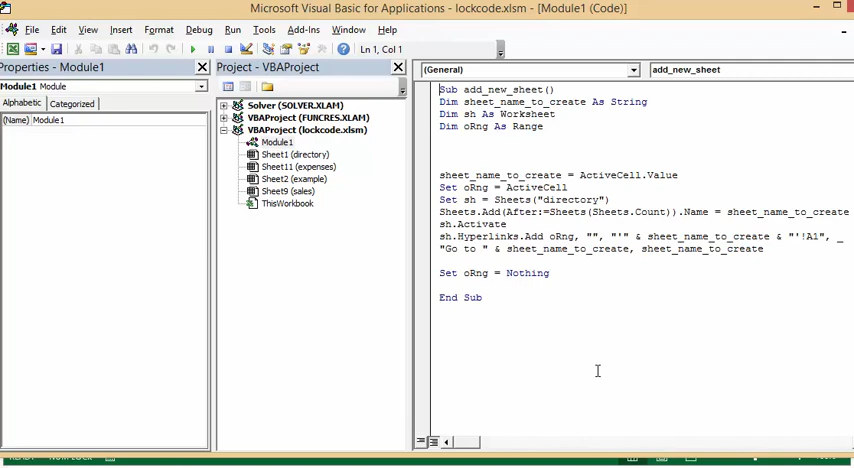 Microsoft Visual Basic for Applications - lockcode.xlsm - [Module1 (Code)]
File Edit View Insert Format Debug Run Tools Add-Ins Window Help
Ln 1, Col 1
Properties - Module1
Module1 Module
Alphabetic Categorized
(Name) Module1
Project - VBAProject
Solver (SOLVER.XLAM)
VBAProject (FUNCRES.XLAM)
VBAProject (lockcode.xlsm)
Module1
Sheet1 (directory)
Sheet11 (expenses)
Sheet2 (example)
Sheet9 (sales)
ThisWorkbook
(General) add_new_sheet
Sub add_new_sheet()
Dim sheet_name_to_create As String
Dim sh As Worksheet
Dim oRng As Range
sheet_name_to_create = ActiveCell.Value
Set oRng = ActiveCell
Set sh = Sheets("directory")
Sheets.Add(After:=Sheets(Sheets.Count)).Name = sheet_name_to_create
sh.Activate
sh.Hyperlinks.Add oRng, "", "'" & sheet_name_to_create & "'!A1", _
"Go to " & sheet_name_to_create, sheet_name_to_create
Set oRng = Nothing
End Sub